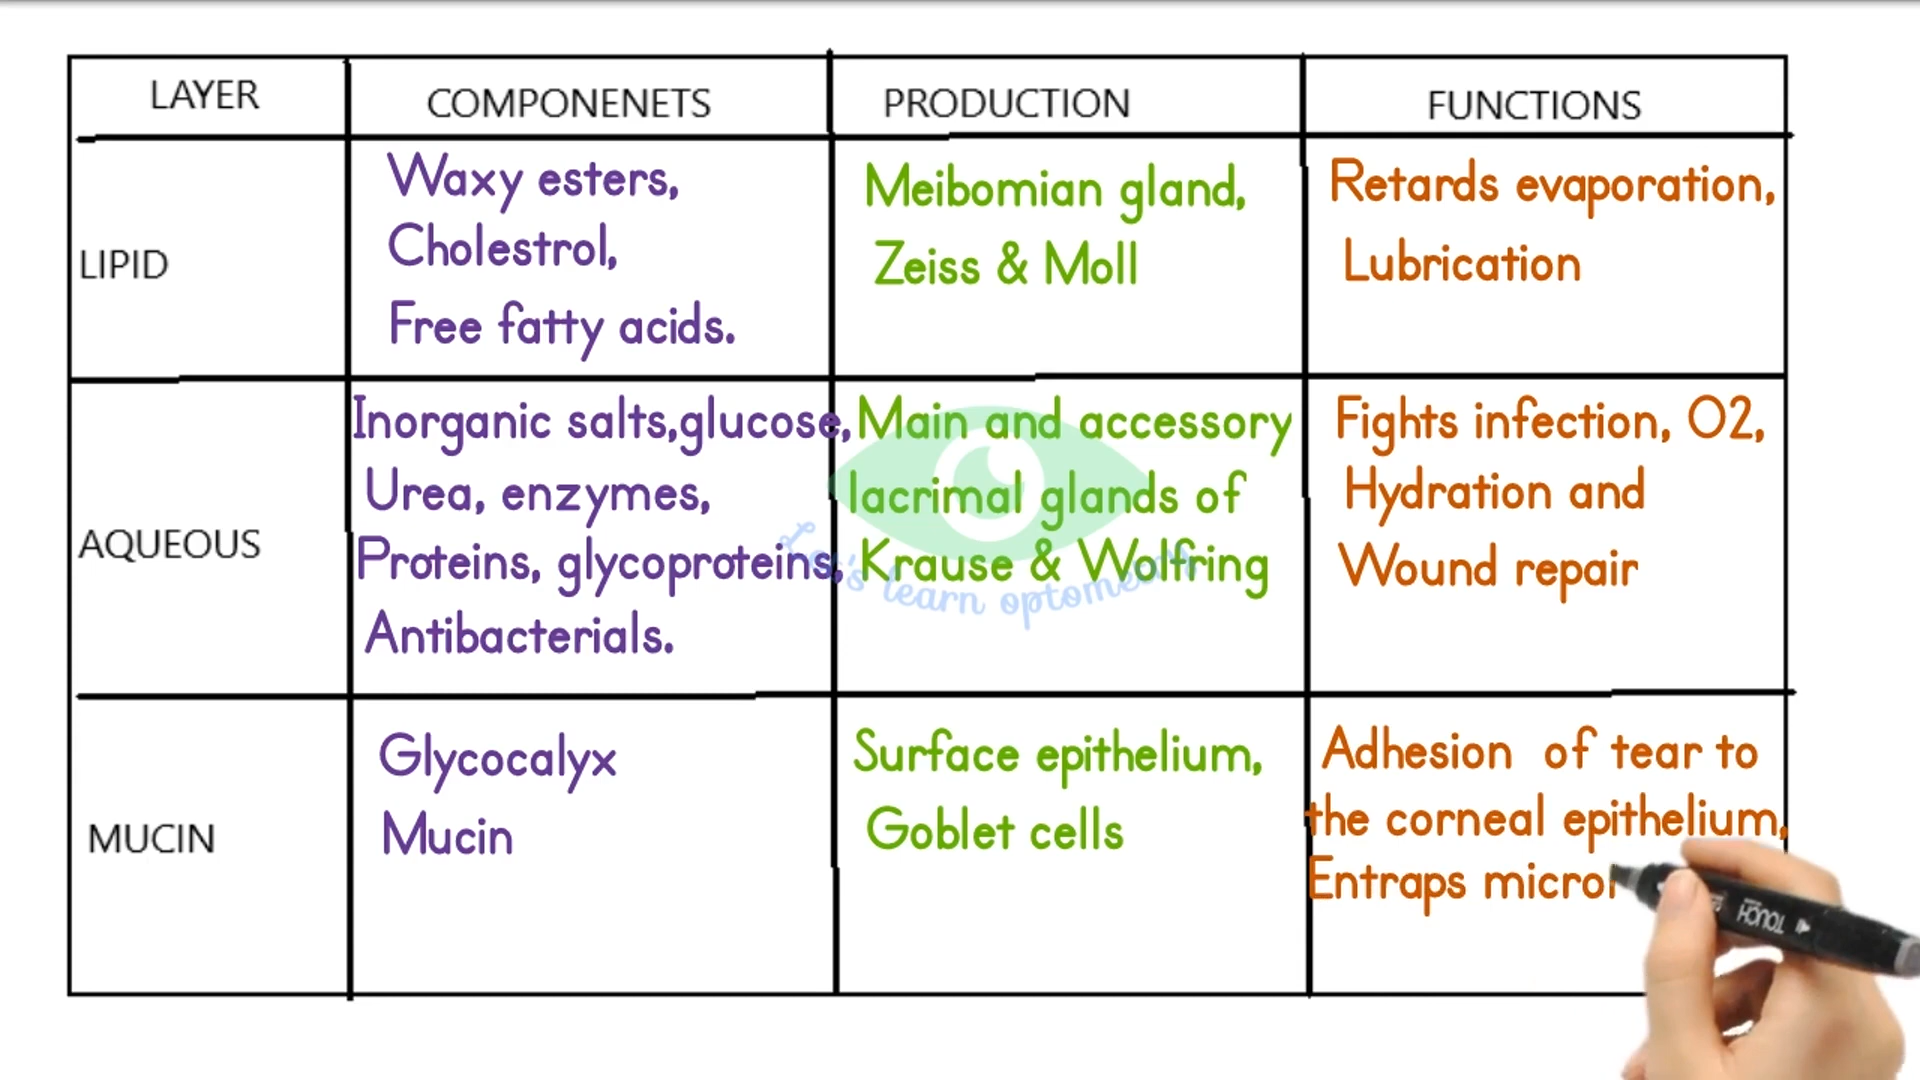 LAYER COMPONENETS PRODUCTION FUNCTIONS
LIPID
Waxy esters,
Cholestrol,
Free fatty acids.
Meibomian gland,
Zeiss & Moll
Retards evaporation,
Lubrication
AQUEOUS
Inorganic salts,glucose,
Urea, enzymes,
Proteins, glycoproteins,
Antibacterials.
Main and accessory
lacrimal glands of
Krause & Wolfring
Fights infection, O2,
Hydration and
Wound repair
MUCIN
Glycocalyx
Mucin
Surface epithelium,
Goblet cells
Adhesion of tear to
the corneal epithelium,
Entraps micro
Let's learn optometry
TOUCH